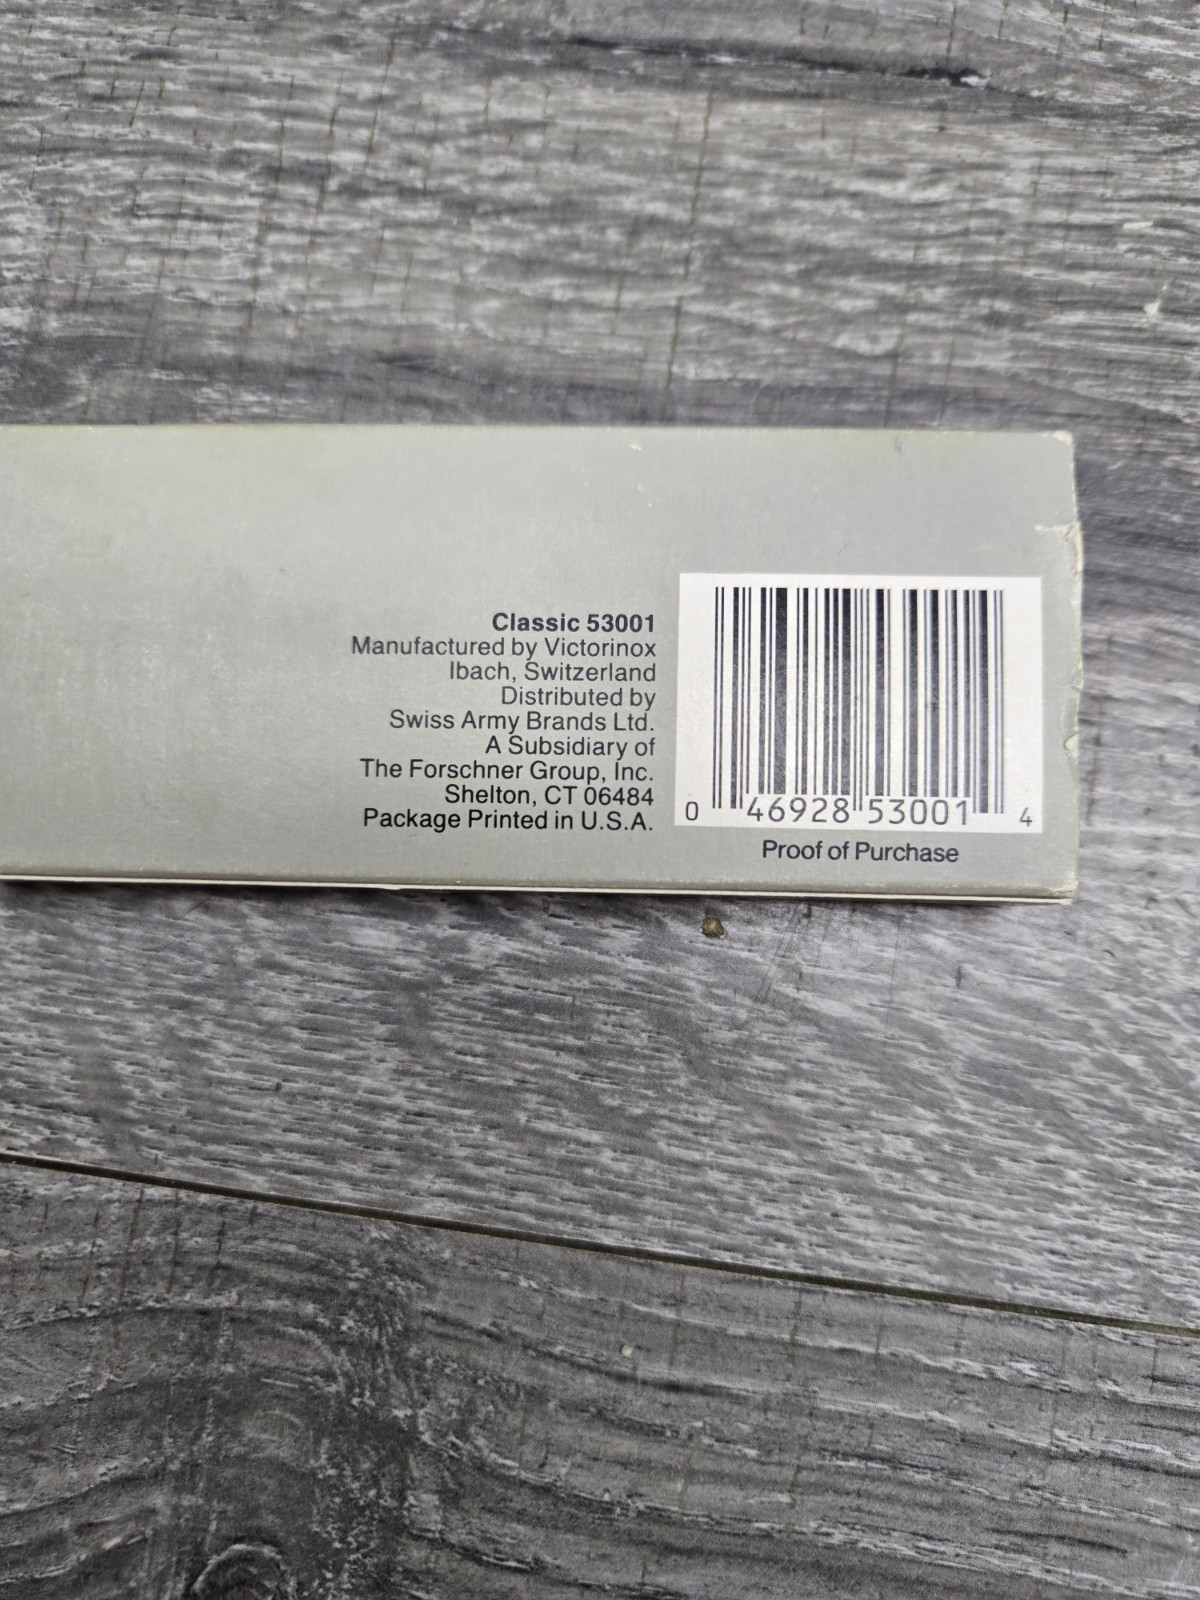 Classic 53001
Manufactured by Victorinox
Ibach, Switzerland
Distributed by
Swiss Army Brands Ltd.
A Subsidiary of
The Forschner Group, Inc.
Shelton, CT 06484
Package Printed in U.S.A.
0 46928 53001 4
Proof of Purchase